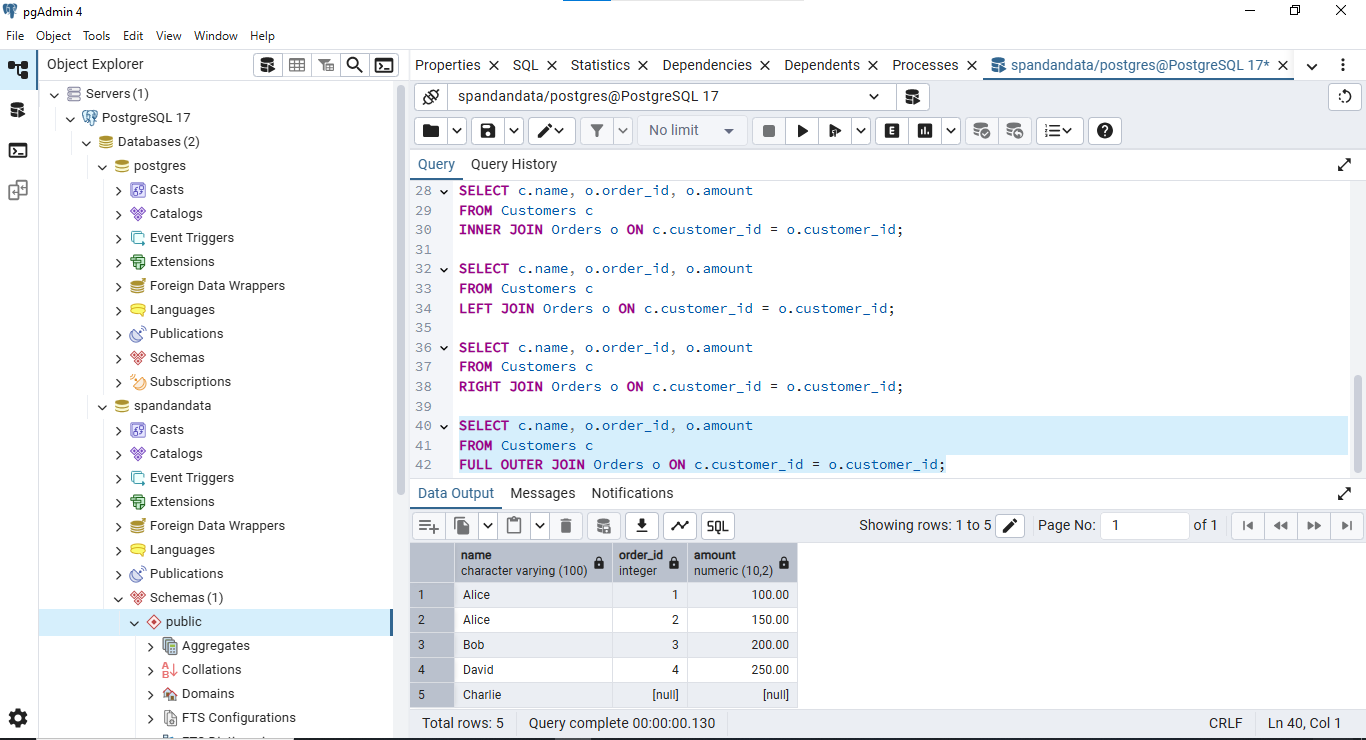 pgAdmin 4
File Object Tools Edit View Window Help
Object Explorer
Servers (1)
PostgreSQL 17
Databases (2)
postgres
Casts
Catalogs
Event Triggers
Extensions
Foreign Data Wrappers
Languages
Publications
Schemas
Subscriptions
spandandata
Casts
Catalogs
Event Triggers
Extensions
Foreign Data Wrappers
Languages
Publications
Schemas (1)
public
Aggregates
Collations
Domains
FTS Configurations
Properties SQL Statistics Dependencies Dependents Processes spandandata/postgres@PostgreSQL 17*
spandandata/postgres@PostgreSQL 17
No limit E
Query Query History
28 SELECT c.name, o.order_id, o.amount
29 FROM Customers c
30 INNER JOIN Orders o ON c.customer_id = o.customer_id;
31
32 SELECT c.name, o.order_id, o.amount
33 FROM Customers c
34 LEFT JOIN Orders o ON c.customer_id = o.customer_id;
35
36 SELECT c.name, o.order_id, o.amount
37 FROM Customers c
38 RIGHT JOIN Orders o ON c.customer_id = o.customer_id;
39
40 SELECT c.name, o.order_id, o.amount
41 FROM Customers c
42 FULL OUTER JOIN Orders o ON c.customer_id = o.customer_id;
Data Output Messages Notifications
SQL Showing rows: 1 to 5 Page No: 1 of 1
name order_id amount
character varying (100) integer numeric (10,2)
1 Alice 1 100.00
2 Alice 2 150.00
3 Bob 3 200.00
4 David 4 250.00
5 Charlie [null] [null]
Total rows: 5 Query complete 00:00:00.130 CRLF Ln 40, Col 1